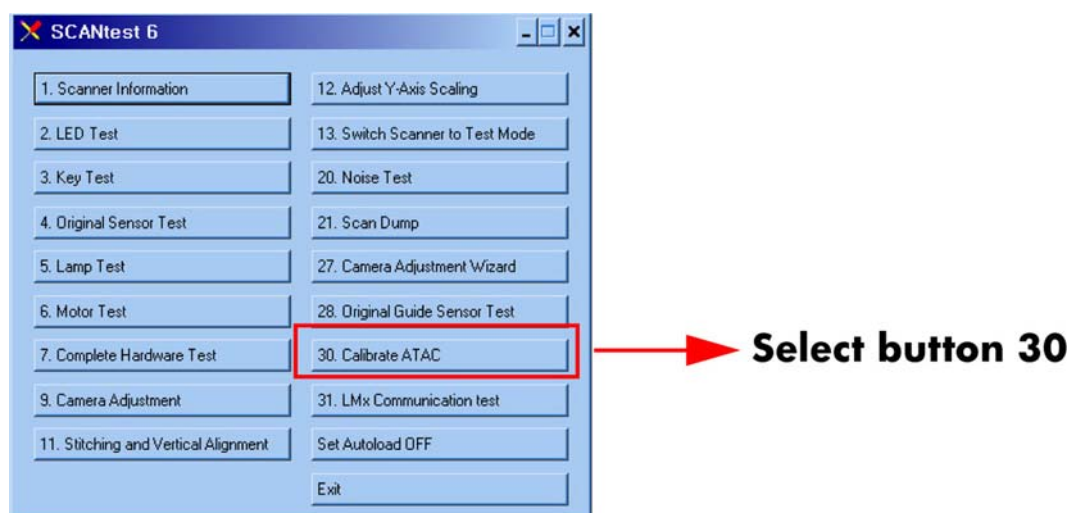 SCANtest 6
1. Scanner Information
2. LED Test
3. Key Test
4. Original Sensor Test
5. Lamp Test
6. Motor Test
7. Complete Hardware Test
9. Camera Adjustment
11. Stitching and Vertical Alignment
12. Adjust Y-Axis Scaling
13. Switch Scanner to Test Mode
20. Noise Test
21. Scan Dump
27. Camera Adjustment Wizard
28. Original Guide Sensor Test
30. Calibrate ATAC
31. LMx Communication test
Set Autoload OFF
Exit
Select button 30